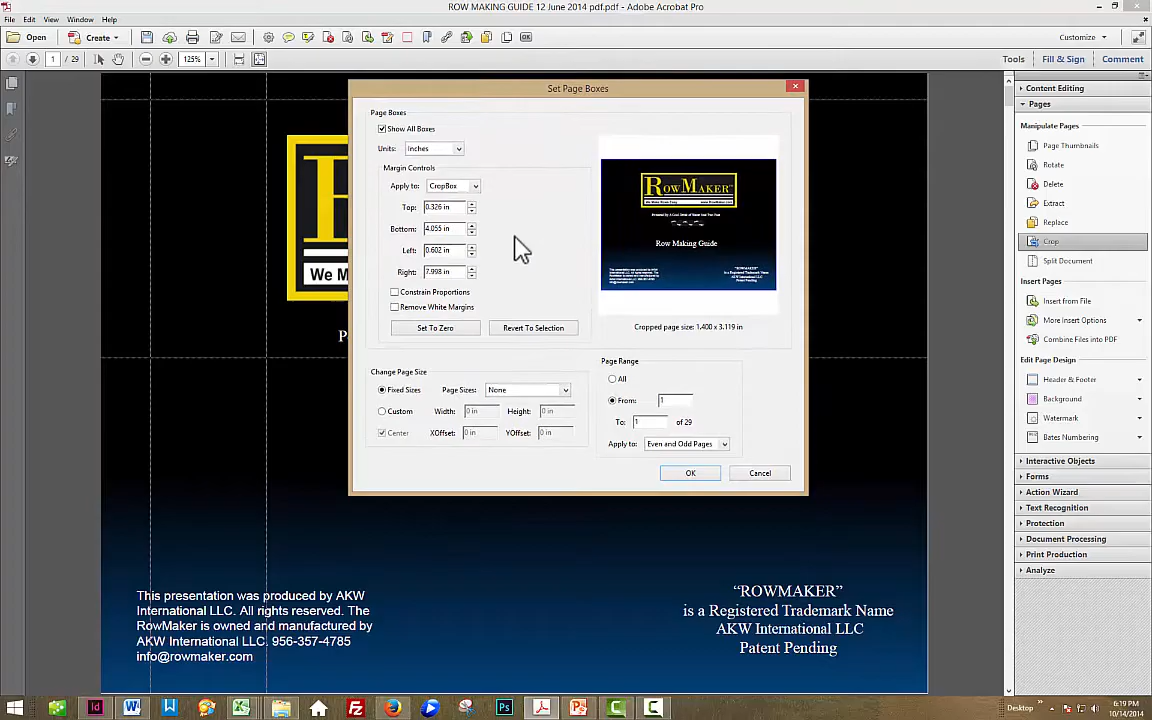 ROW MAKING GUIDE 12 June 2014 pdf.pdf - Adobe Acrobat Pro
File Edit View Window Help
Open Create Customize
1 / 29 125% Tools Fill & Sign Comment
Set Page Boxes
Page Boxes
Show All Boxes
Units: Inches
Margin Controls
Apply to: CropBox
Top: 0.326 in
Bottom: 4.055 in
Left: 0.602 in
Right: 7.998 in
Constrain Proportions
Remove White Margins
Set To Zero Revert To Selection
ROWMAKER
Row Making Guide
Cropped page size: 1.400 x 3.119 in
Change Page Size
Fixed Sizes Page Sizes: None
Custom Width: 0 in Height: 0 in
Center XOffset: 0 in YOffset: 0 in
Page Range
All
From: 1
To: 1 of 29
Apply to: Even and Odd Pages
OK Cancel
We M
P
This presentation was produced by AKW
International LLC. All rights reserved. The
RowMaker is owned and manufactured by
AKW International LLC. 956-357-4785
info@rowmaker.com
“ROWMAKER”
is a Registered Trademark Name
AKW International LLC
Patent Pending
Content Editing
Pages
Manipulate Pages
Page Thumbnails
Rotate
Delete
Extract
Replace
Crop
Split Document
Insert Pages
Insert from File
More Insert Options
Combine Files into PDF
Edit Page Design
Header & Footer
Background
Watermark
Bates Numbering
Interactive Objects
Forms
Action Wizard
Text Recognition
Protection
Document Processing
Print Production
Analyze
Desktop
6:19 PM
10/14/2014